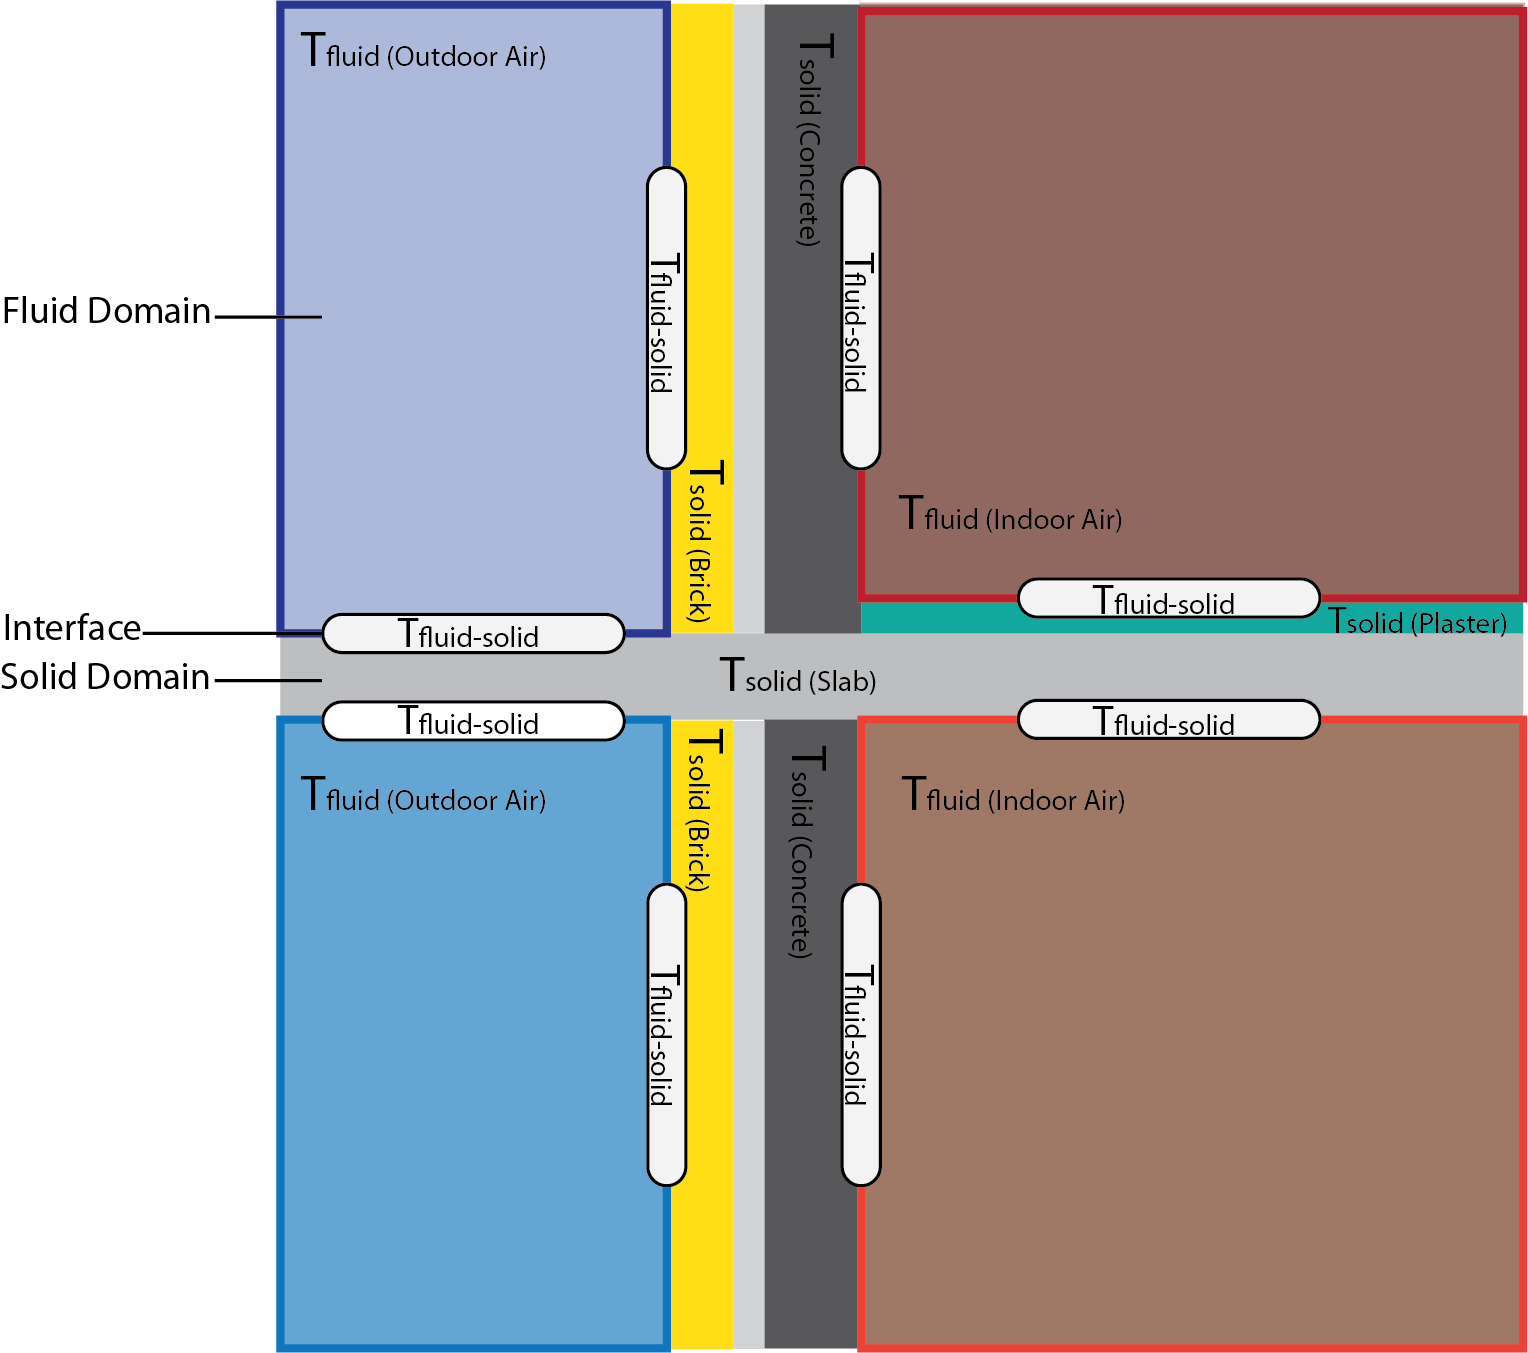 Tfluid (Outdoor Air)
Tsolid (Concrete)
Tfluid-solid
Tfluid-solid
Fluid Domain
Tsolid (Brick)
Tfluid (Indoor Air)
Tfluid-solid
Tsolid (Plaster)
Interface
Tfluid-solid
Solid Domain
Tsolid (Slab)
Tfluid-solid
Tfluid-solid
Tfluid (Outdoor Air)
Tsolid (Brick)
Tsolid (Concrete)
Tfluid (Indoor Air)
Tfluid-solid
Tfluid-solid